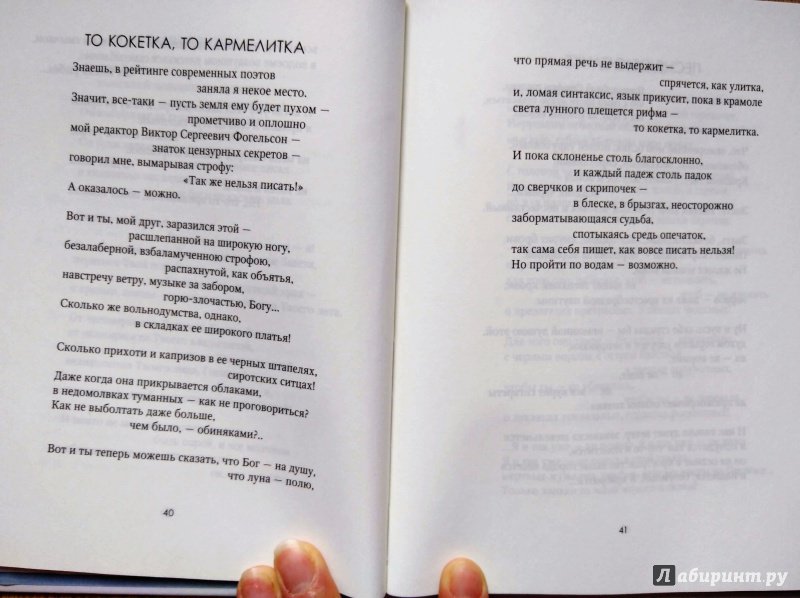 ТО КОКЕТКА, ТО КАРМЕЛИТКА
Знаешь, в рейтинге современных поэтов
заняла я некое место.
Значит, все-таки — пусть земля ему будет пухом —
прометчиво и оплошно
мой редактор Виктор Сергеевич Фогельсон —
знаток цензурных секретов —
говорил мне, вымарывая строфу:
«Так же нельзя писать!»
А оказалось — можно.
Вот и ты, мой друг, заразился этой —
расшлепанной на широкую ногу,
безалаберной, взбаламученной строфою,
распахнутой, как объятья,
навстречу ветру, музыке за забором,
горю-злочастью, Богу...
Сколько же вольнодумства, однако,
в складках ее широкого платья!
Сколько прихоти и капризов в ее черных штапелях,
сиротских ситцах!
Даже когда она прикрывается облаками,
в недомолвках туманных — как не проговориться?
Как не выболтать даже больше,
чем было, — обиняками?..
Вот и ты теперь можешь сказать, что Бог — на душу,
что луна — полю,
40
что прямая речь не выдержит —
спрячется, как улитка,
и, ломая синтаксис, язык прикусит, пока в крамоле
света лунного плещется рифма —
то кокетка, то кармелитка.
И пока склоненье столь благосклонно,
и каждый падеж столь падок
до сверчков и скрипочек —
в блеске, в брызгах, неосторожно
заборматывающаяся судьба,
спотыкаясь средь опечаток,
так сама себя пишет, как вовсе писать нельзя!
Но пройти по водам — возможно.
41
Лабиринт.ру